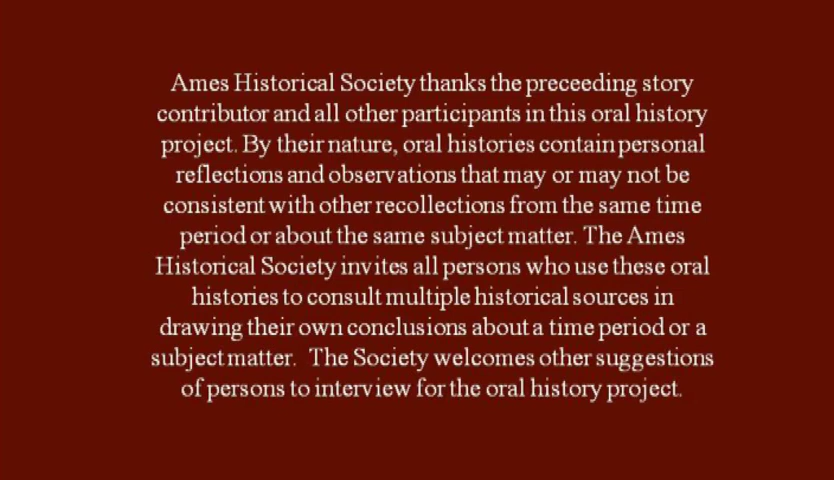 Ames Historical Society thanks the preceeding story
contributor and all other participants in this oral history
project. By their nature, oral histories contain personal
reflections and observations that may or may not be
consistent with other recollections from the same time
period or about the same subject matter. The Ames
Historical Society invites all persons who use these oral
histories to consult multiple historical sources in
drawing their own conclusions about a time period or a
subject matter.  The Society welcomes other suggestions
of persons to interview for the oral history project.